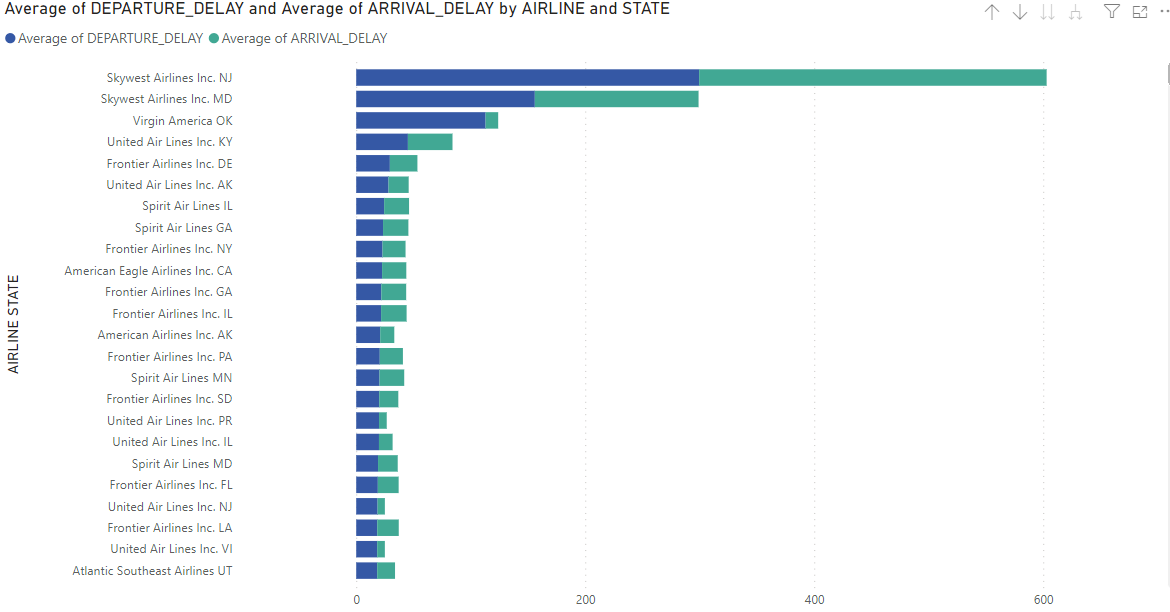 Average of DEPARTURE_DELAY and Average of ARRIVAL_DELAY by AIRLINE and STATE
Average of DEPARTURE_DELAY Average of ARRIVAL_DELAY
AIRLINE STATE
Skywest Airlines Inc. NJ
Skywest Airlines Inc. MD
Virgin America OK
United Air Lines Inc. KY
Frontier Airlines Inc. DE
United Air Lines Inc. AK
Spirit Air Lines IL
Spirit Air Lines GA
Frontier Airlines Inc. NY
American Eagle Airlines Inc. CA
Frontier Airlines Inc. GA
Frontier Airlines Inc. IL
American Airlines Inc. AK
Frontier Airlines Inc. PA
Spirit Air Lines MN
Frontier Airlines Inc. SD
United Air Lines Inc. PR
United Air Lines Inc. IL
Spirit Air Lines MD
Frontier Airlines Inc. FL
United Air Lines Inc. NJ
Frontier Airlines Inc. LA
United Air Lines Inc. VI
Atlantic Southeast Airlines UT
0 200 400 600